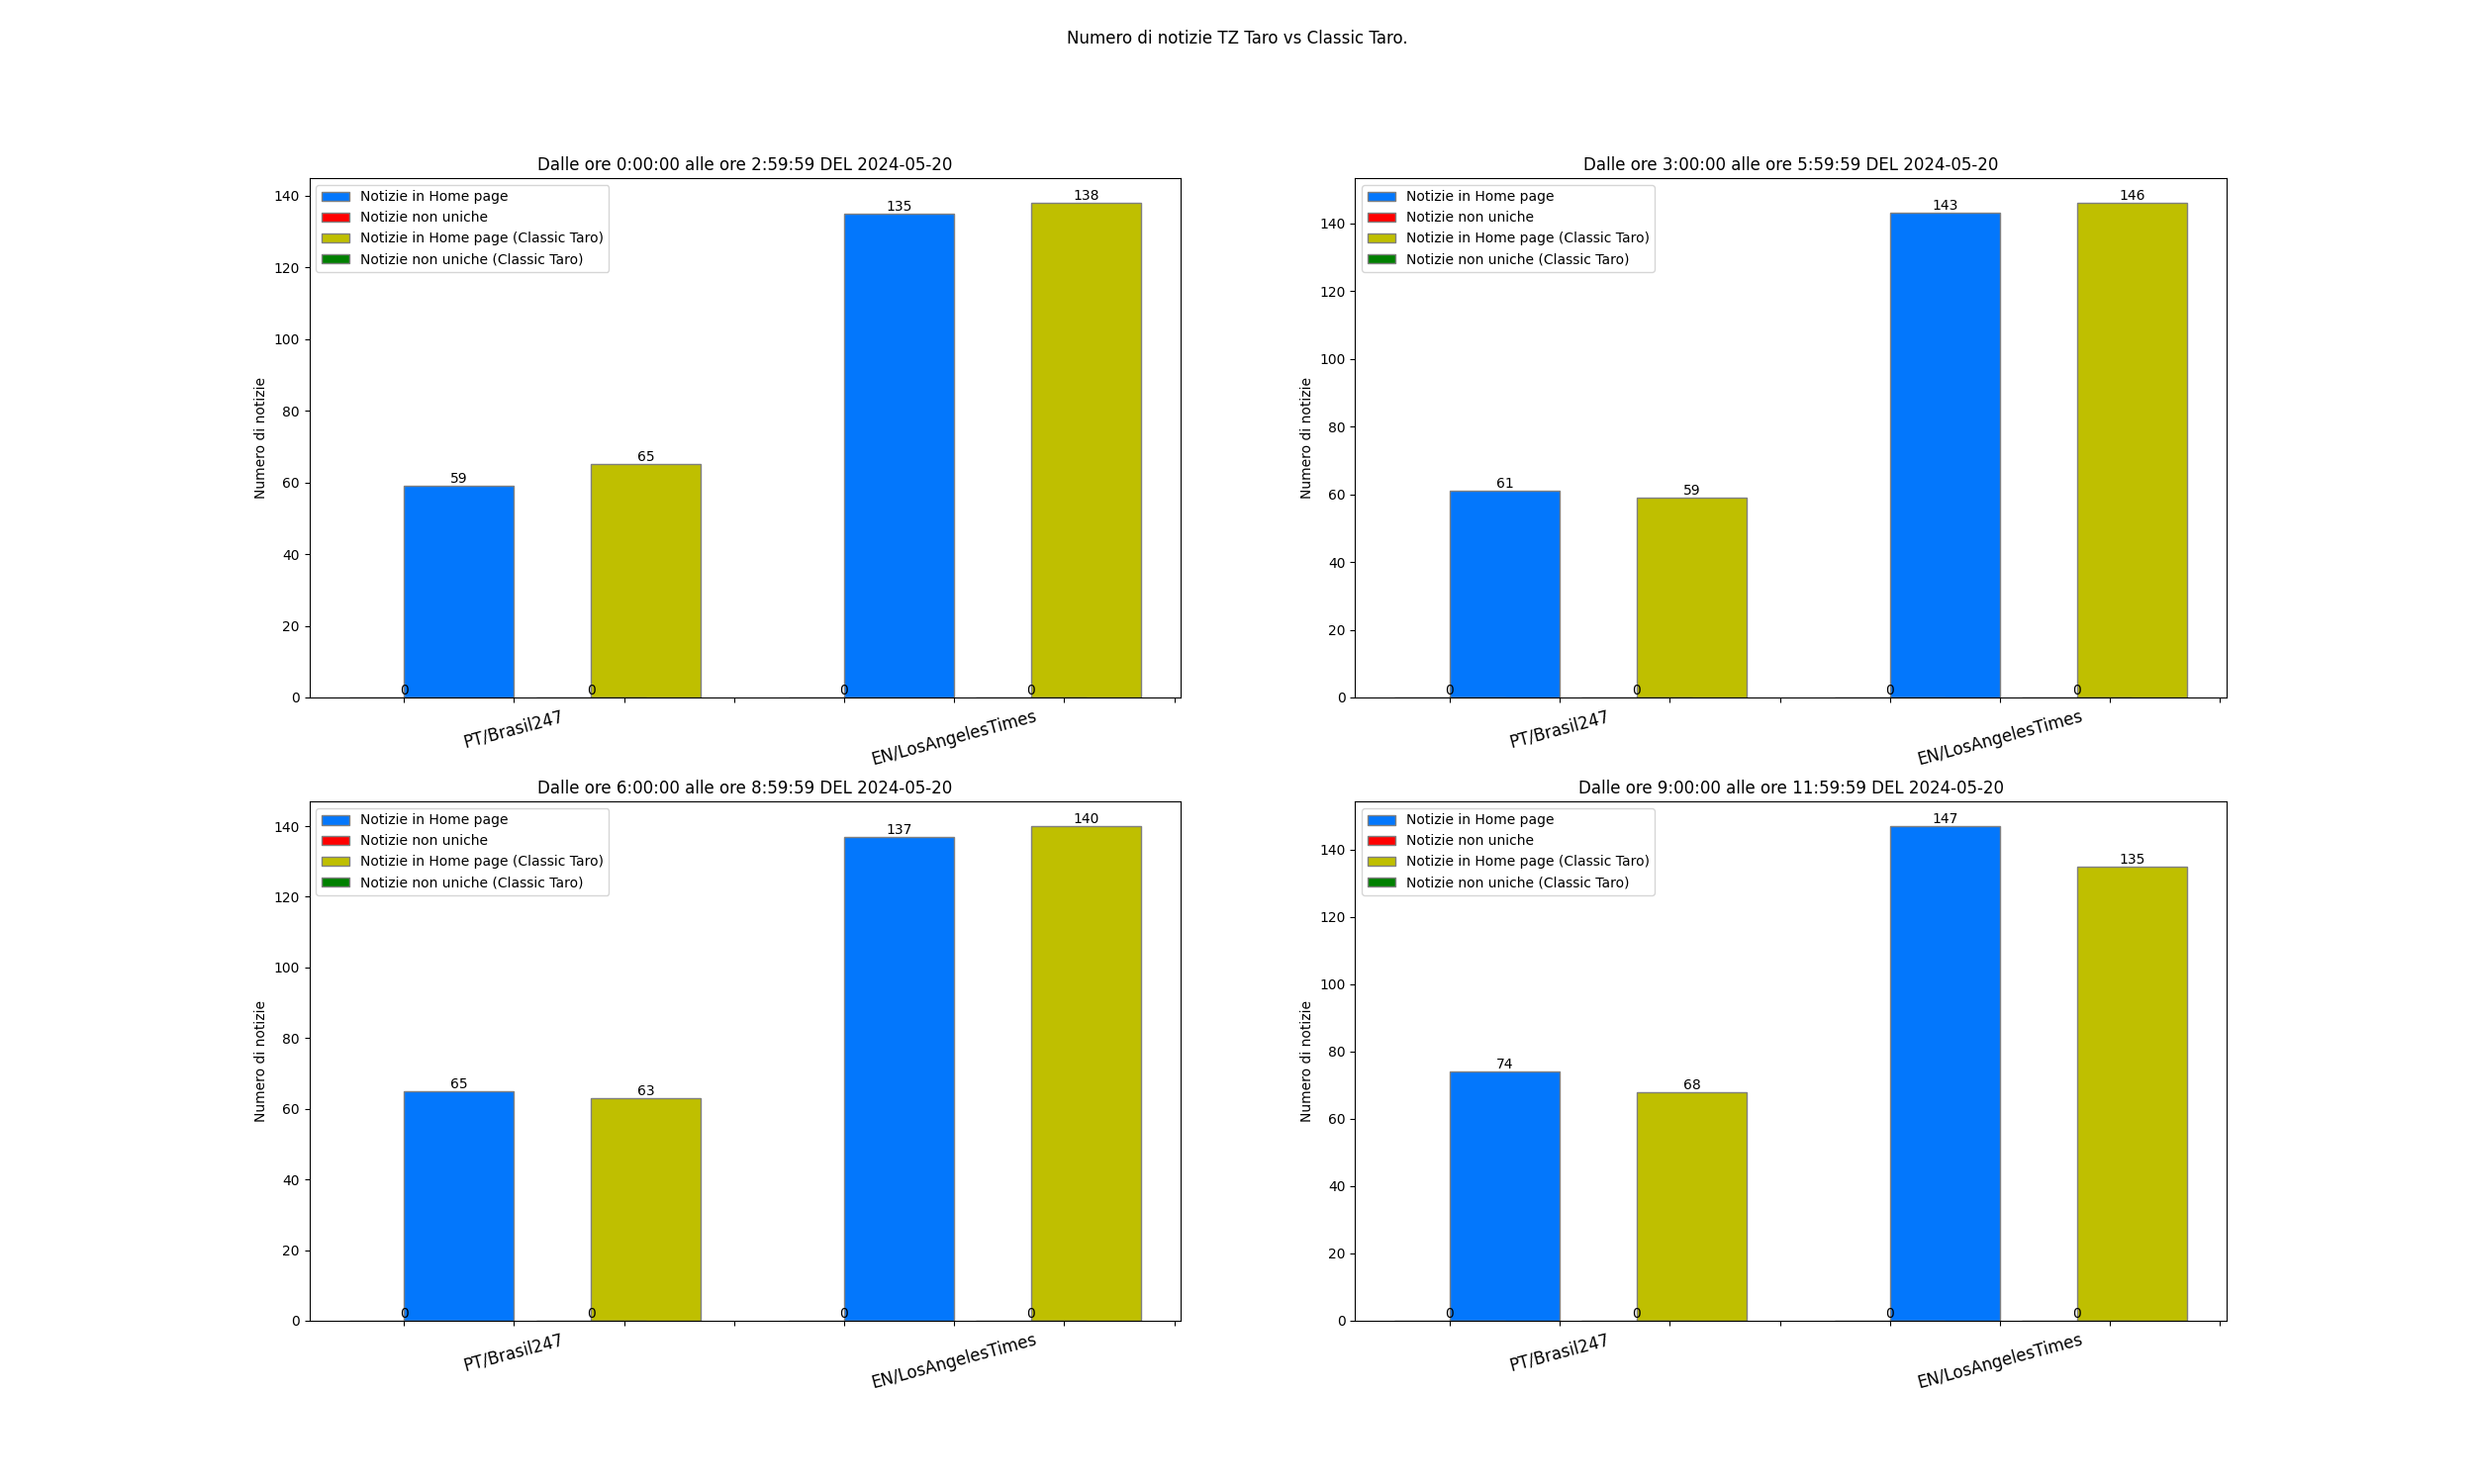 Numero di notizie TZ Taro vs Classic Taro.
Dalle ore 0:00:00 alle ore 2:59:59 DEL 2024-05-20
Notizie in Home page
Notizie non uniche
Notizie in Home page (Classic Taro)
Notizie non uniche (Classic Taro)
Numero di notizie
140
120
100
80
60
40
20
0
59
65
135
138
0
0
0
0
PT/Brasil247
EN/LosAngelesTimes
Dalle ore 3:00:00 alle ore 5:59:59 DEL 2024-05-20
Notizie in Home page
Notizie non uniche
Notizie in Home page (Classic Taro)
Notizie non uniche (Classic Taro)
Numero di notizie
140
120
100
80
60
40
20
0
61
59
143
146
0
0
0
0
PT/Brasil247
EN/LosAngelesTimes
Dalle ore 6:00:00 alle ore 8:59:59 DEL 2024-05-20
Notizie in Home page
Notizie non uniche
Notizie in Home page (Classic Taro)
Notizie non uniche (Classic Taro)
Numero di notizie
140
120
100
80
60
40
20
0
65
63
137
140
0
0
0
0
PT/Brasil247
EN/LosAngelesTimes
Dalle ore 9:00:00 alle ore 11:59:59 DEL 2024-05-20
Notizie in Home page
Notizie non uniche
Notizie in Home page (Classic Taro)
Notizie non uniche (Classic Taro)
Numero di notizie
140
120
100
80
60
40
20
0
74
68
147
135
0
0
0
0
PT/Brasil247
EN/LosAngelesTimes